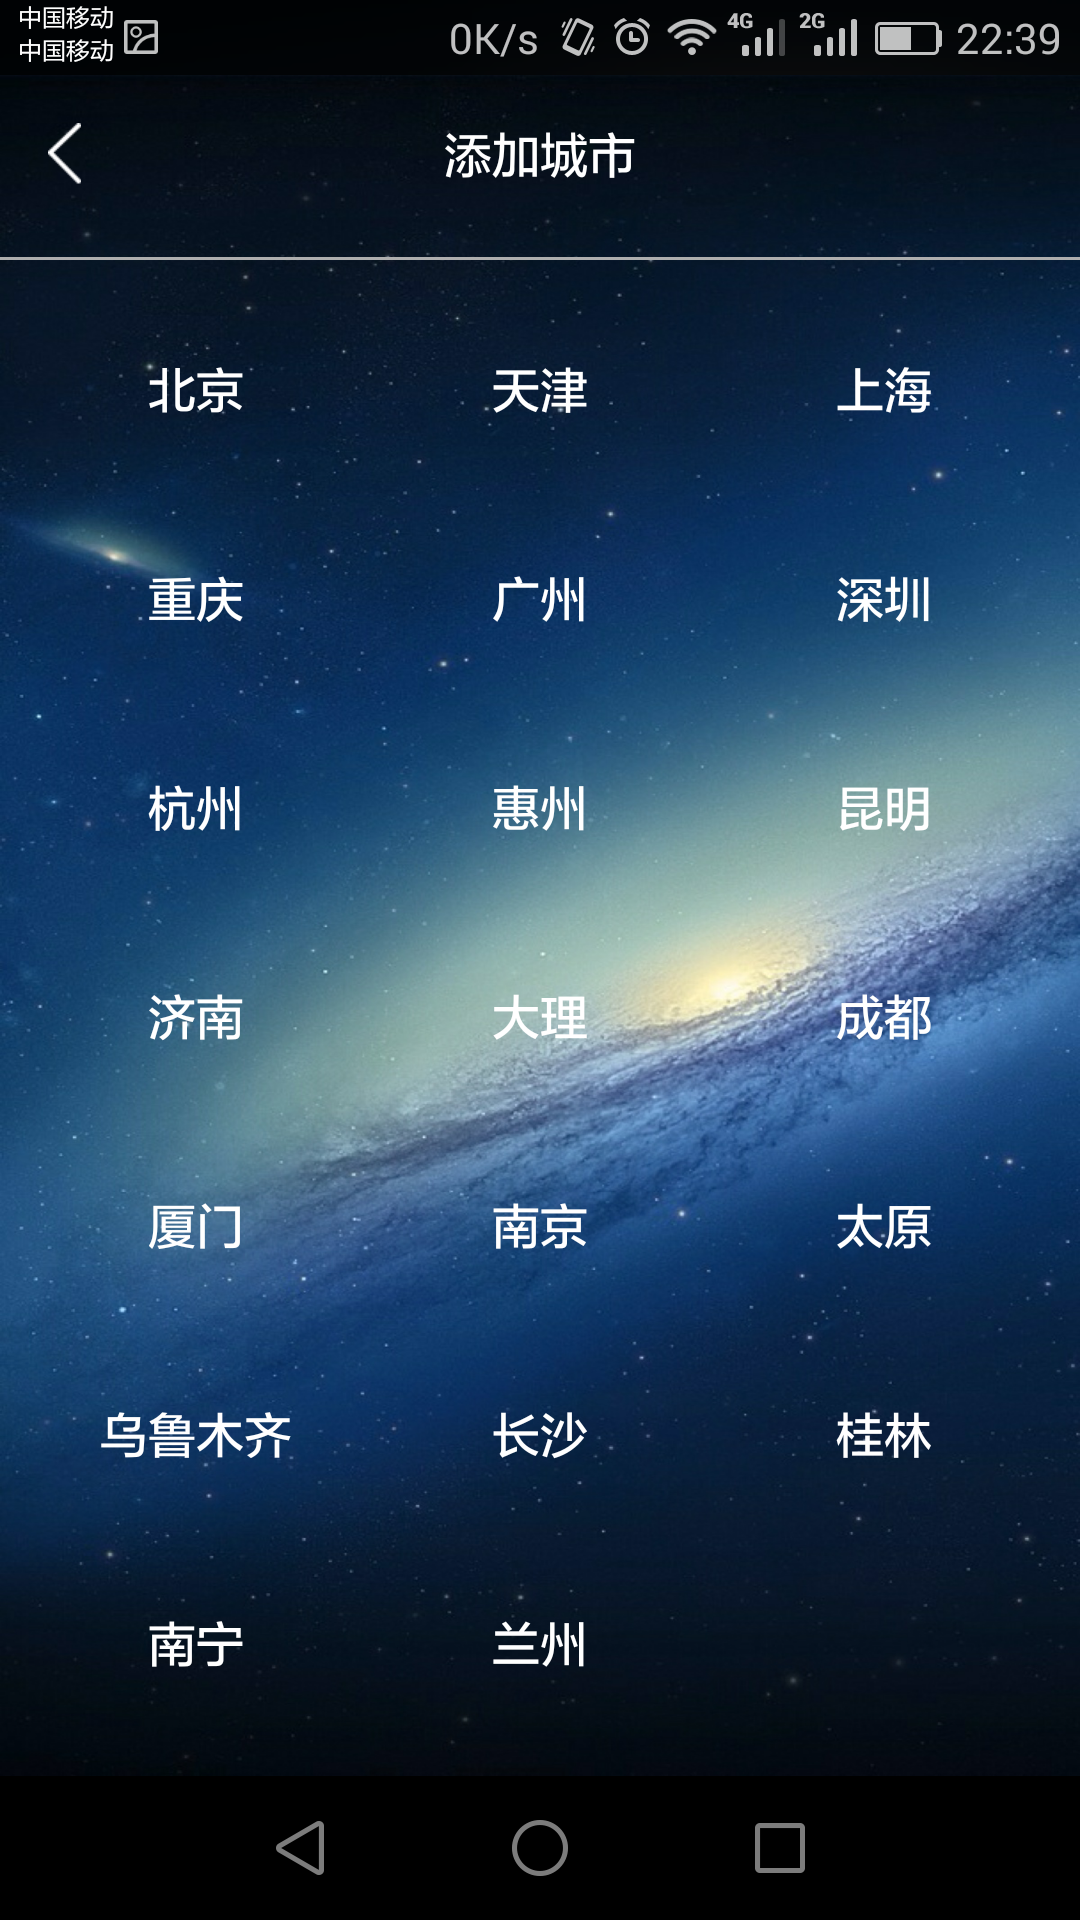 中国移动
中国移动
0K/s 4G 2G 22:39
添加城市
北京 天津 上海
重庆 广州 深圳
杭州 惠州 昆明
济南 大理 成都
厦门 南京 太原
乌鲁木齐 长沙 桂林
南宁 兰州